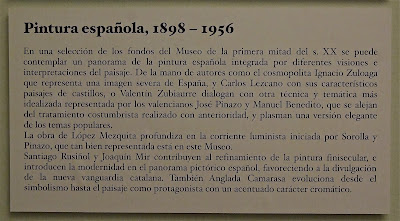 Pintura española, 1898 – 1956
En una selección de los fondos del Museo de la primera mitad del s. XX se puede
contemplar un panorama de la pintura española integrada por diferentes visiones e
interpretaciones del paisaje. De la mano de autores como el cosmopolita Ignacio Zuloaga
que representa una imagen severa de España, y Carlos Lezcano con sus característicos
paisajes de castillos, o Valentín Zubiaurre dialogan con otra técnica y temática más
idealizada representada por los valencianos José Pinazo y Manuel Benedito, que se alejan
del tratamiento costumbrista realizado con anterioridad, y plasman una versión elegante
de los temas populares.
La obra de López Mezquita profundiza en la corriente luminista iniciada por Sorolla y
Pinazo, que tan bien representada esta en este Museo.
Santiago Rusiñol y Joaquín Mir contribuyen al refinamiento de la pintura finisecular, e
introducen la modernidad en el panorama pictórico español, favoreciendo a la divulgación
de la nueva vanguardia catalana. También Anglada Camarasa evoluciona desde el
simbolismo hasta el paisaje como protagonista con un acentuado carácter cromático.